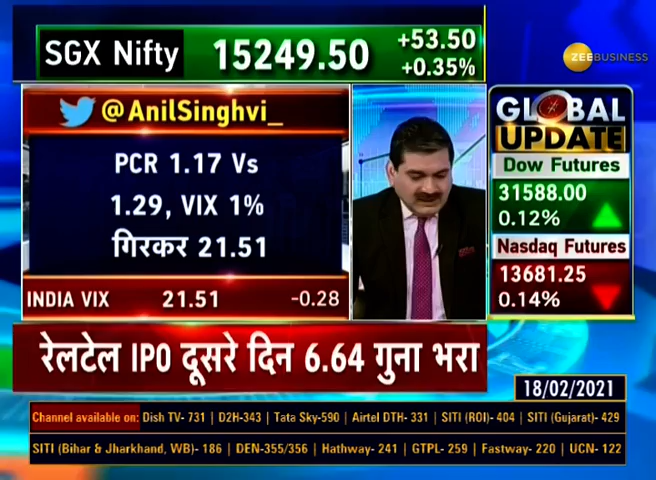 SGX Nifty 15249.50 +53.50
+0.35%
ZEE BUSINESS
@AnilSinghvi_
PCR 1.17 Vs
1.29, VIX 1%
गिरकर 21.51
INDIA VIX 21.51 -0.28
GLOBAL
UPDATE
Dow Futures
31588.00
0.12%
Nasdaq Futures
13681.25
0.14%
रेलटेल IPO दूसरे दिन 6.64 गुना भरा
18/02/2021
Channel available on: Dish TV- 731 | D2H-343 | Tata Sky-590 | Airtel DTH- 331 | SITI (ROI)- 404 | SITI (Gujarat)- 429
SITI (Bihar & Jharkhand, WB)- 186 | DEN-355/356 | Hathway- 241 | GTPL- 259 | Fastway- 220 | UCN- 122